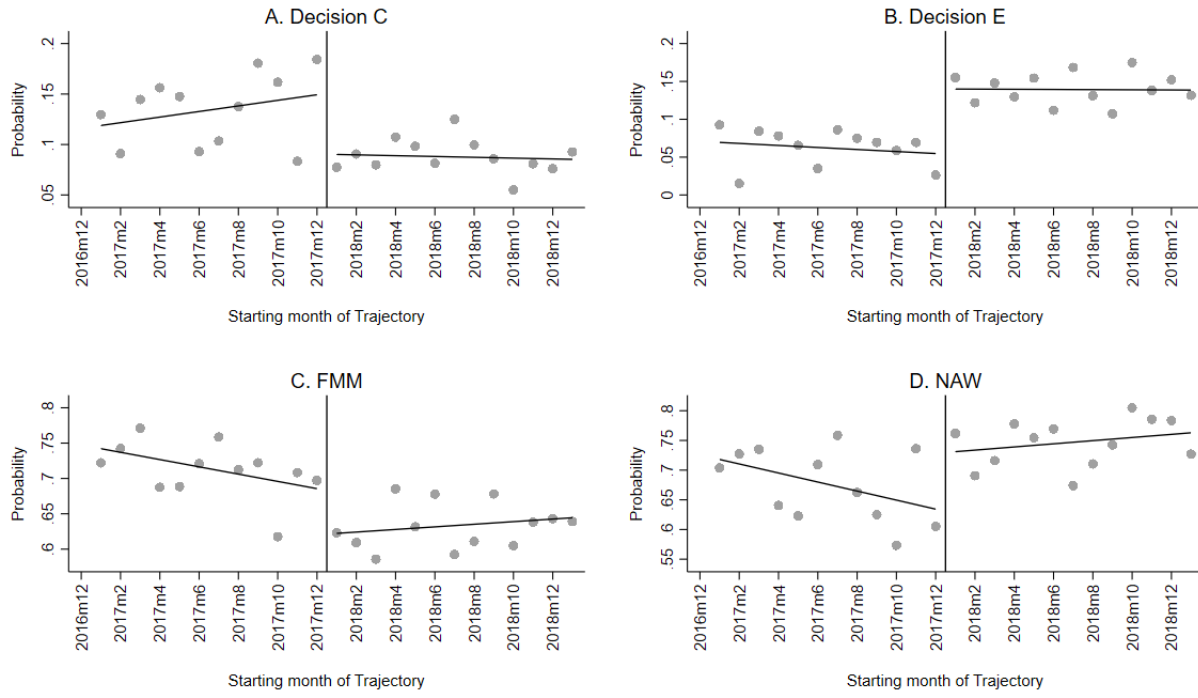 A. Decision C
Probability
.2
.15
.1
.05
2016m12
2017m2
2017m4
2017m6
2017m8
2017m10
2017m12
2018m2
2018m4
2018m6
2018m8
2018m10
2018m12
Starting month of Trajectory
B. Decision E
Probability
.2
.15
.1
.05
0
2016m12
2017m2
2017m4
2017m6
2017m8
2017m10
2017m12
2018m2
2018m4
2018m6
2018m8
2018m10
2018m12
Starting month of Trajectory
C. FMM
Probability
.8
.75
.7
.65
.6
2016m12
2017m2
2017m4
2017m6
2017m8
2017m10
2017m12
2018m2
2018m4
2018m6
2018m8
2018m10
2018m12
Starting month of Trajectory
D. NAW
Probability
.8
.75
.7
.65
.6
.55
2016m12
2017m2
2017m4
2017m6
2017m8
2017m10
2017m12
2018m2
2018m4
2018m6
2018m8
2018m10
2018m12
Starting month of Trajectory